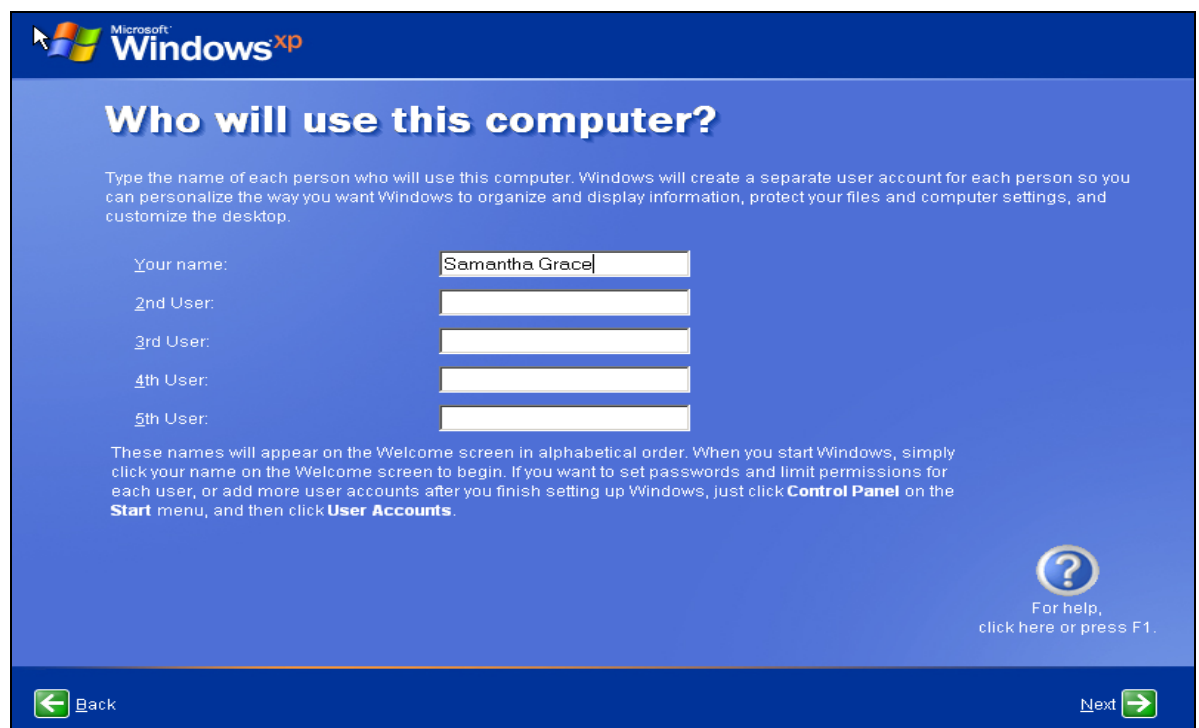 Microsoft
Windows xp
Who will use this computer?
Type the name of each person who will use this computer. Windows will create a separate user account for each person so you
can personalize the way you want Windows to organize and display information, protect your files and computer settings, and
customize the desktop.
Your name: Samantha Grace
2nd User:
3rd User:
4th User:
5th User:
These names will appear on the Welcome screen in alphabetical order. When you start Windows, simply
click your name on the Welcome screen to begin. If you want to set passwords and limit permissions for
each user, or add more user accounts after you finish setting up Windows, just click Control Panel on the
Start menu, and then click User Accounts.
?
For help,
click here or press F1.
Back
Next